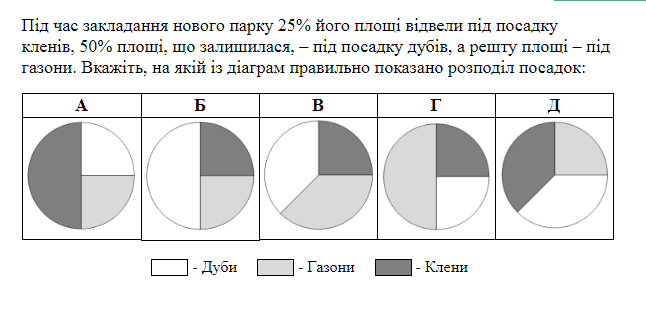 Під час закладання нового парку 25% його площі відвели під посадку
кленів, 50% площі, що залишилася, – під посадку дубів, а решту площі – під
газони. Вкажіть, на якій із діаграм правильно показано розподіл посадок:
А Б В Г Д
- Дуби - Газони - Клени